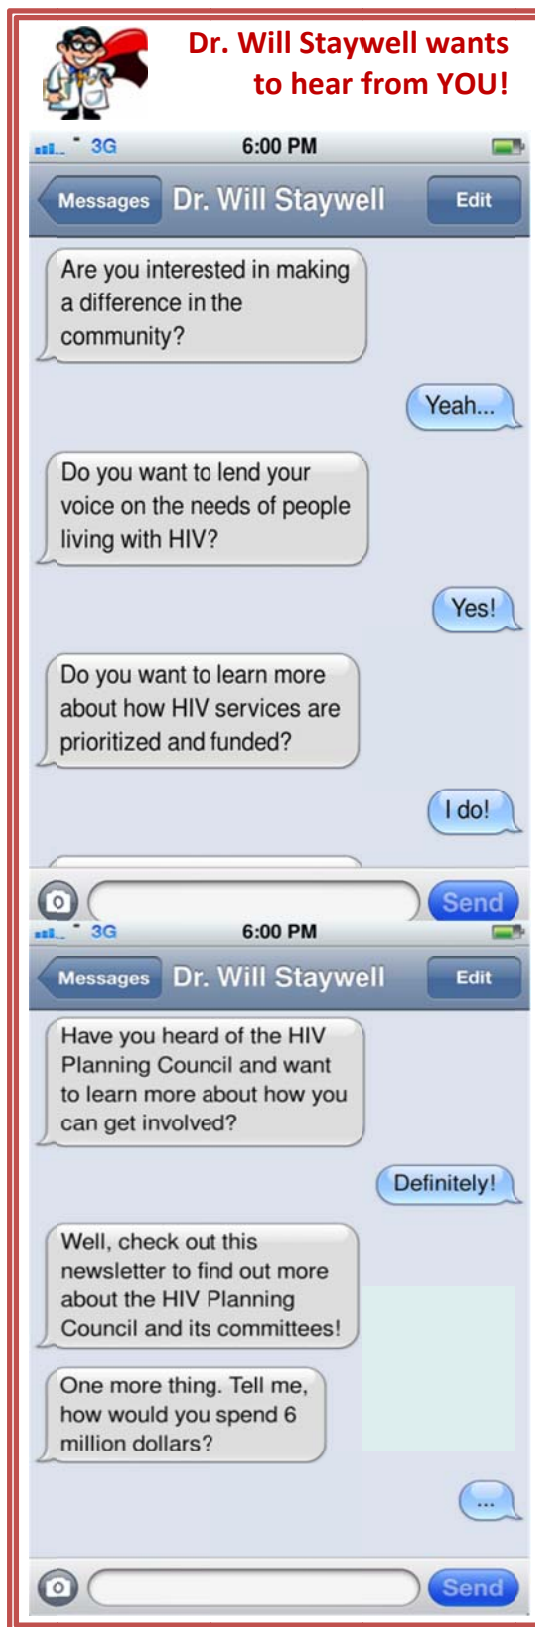 Dr. Will Staywell wants
to hear from YOU!
3G 6:00 PM
Messages Dr. Will Staywell Edit
Are you interested in making
a difference in the
community?
Yeah...
Do you want to lend your
voice on the needs of people
living with HIV?
Yes!
Do you want to learn more
about how HIV services are
prioritized and funded?
I do!
Send
3G 6:00 PM
Messages Dr. Will Staywell Edit
Have you heard of the HIV
Planning Council and want
to learn more about how you
can get involved?
Definitely!
Well, check out this
newsletter to find out more
about the HIV Planning
Council and its committees!
One more thing. Tell me,
how would you spend 6
million dollars?
...
Send